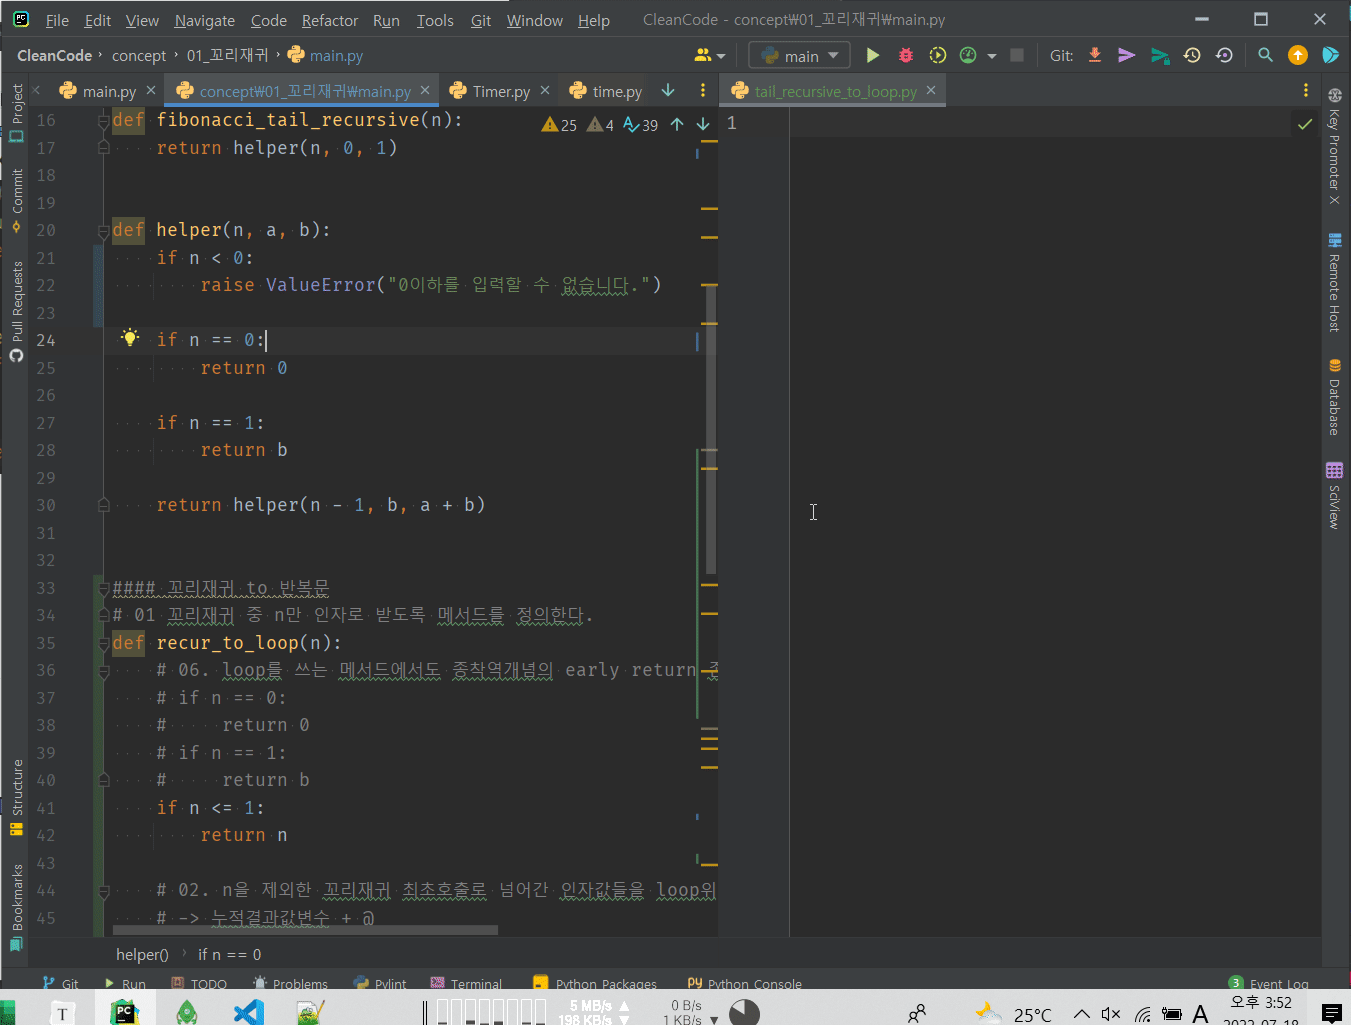 File Edit View Navigate Code Refactor Run Tools Git Window Help CleanCode - concept₩01_꼬리재귀₩main.py
CleanCode concept 01_꼬리재귀 main.py main Git:
main.py concept₩01_꼬리재귀₩main.py Timer.py time.py tail_recursive_to_loop.py
Project
Commit
Pull Requests
Structure
Bookmarks
25 4 39
16 def fibonacci_tail_recursive(n):
17 return helper(n, 0, 1)
18
19
20 def helper(n, a, b):
21 if n < 0:
22 raise ValueError("0이하를 입력할 수 없습니다.")
23
24 if n == 0:
25 return 0
26
27 if n == 1:
28 return b
29
30 return helper(n - 1, b, a + b)
31
32
33 #### 꼬리재귀 to 반복문
34 # 01 꼬리재귀 중 n만 인자로 받도록 메서드를 정의한다.
35 def recur_to_loop(n):
36 # 06. loop를 쓰는 메서드에서도 종착역개념의 early return
37 # if n == 0:
38 # return 0
39 # if n == 1:
40 # return b
41 if n <= 1:
42 return n
43
44 # 02. n을 제외한 꼬리재귀 최초호출로 넘어간 인자값들을 loop위
45 # -> 누적결과값변수 + @
1
Key Promoter X
Remote Host
Database
SciView
helper() if n == 0
Git Run TODO Problems Pylint Terminal Python Packages Python Console 3 Event Log
T PC 5 MB/s 198 KB/s 0 B/s 1 KB/s 25°C A 오후 3:52
2022-07-18